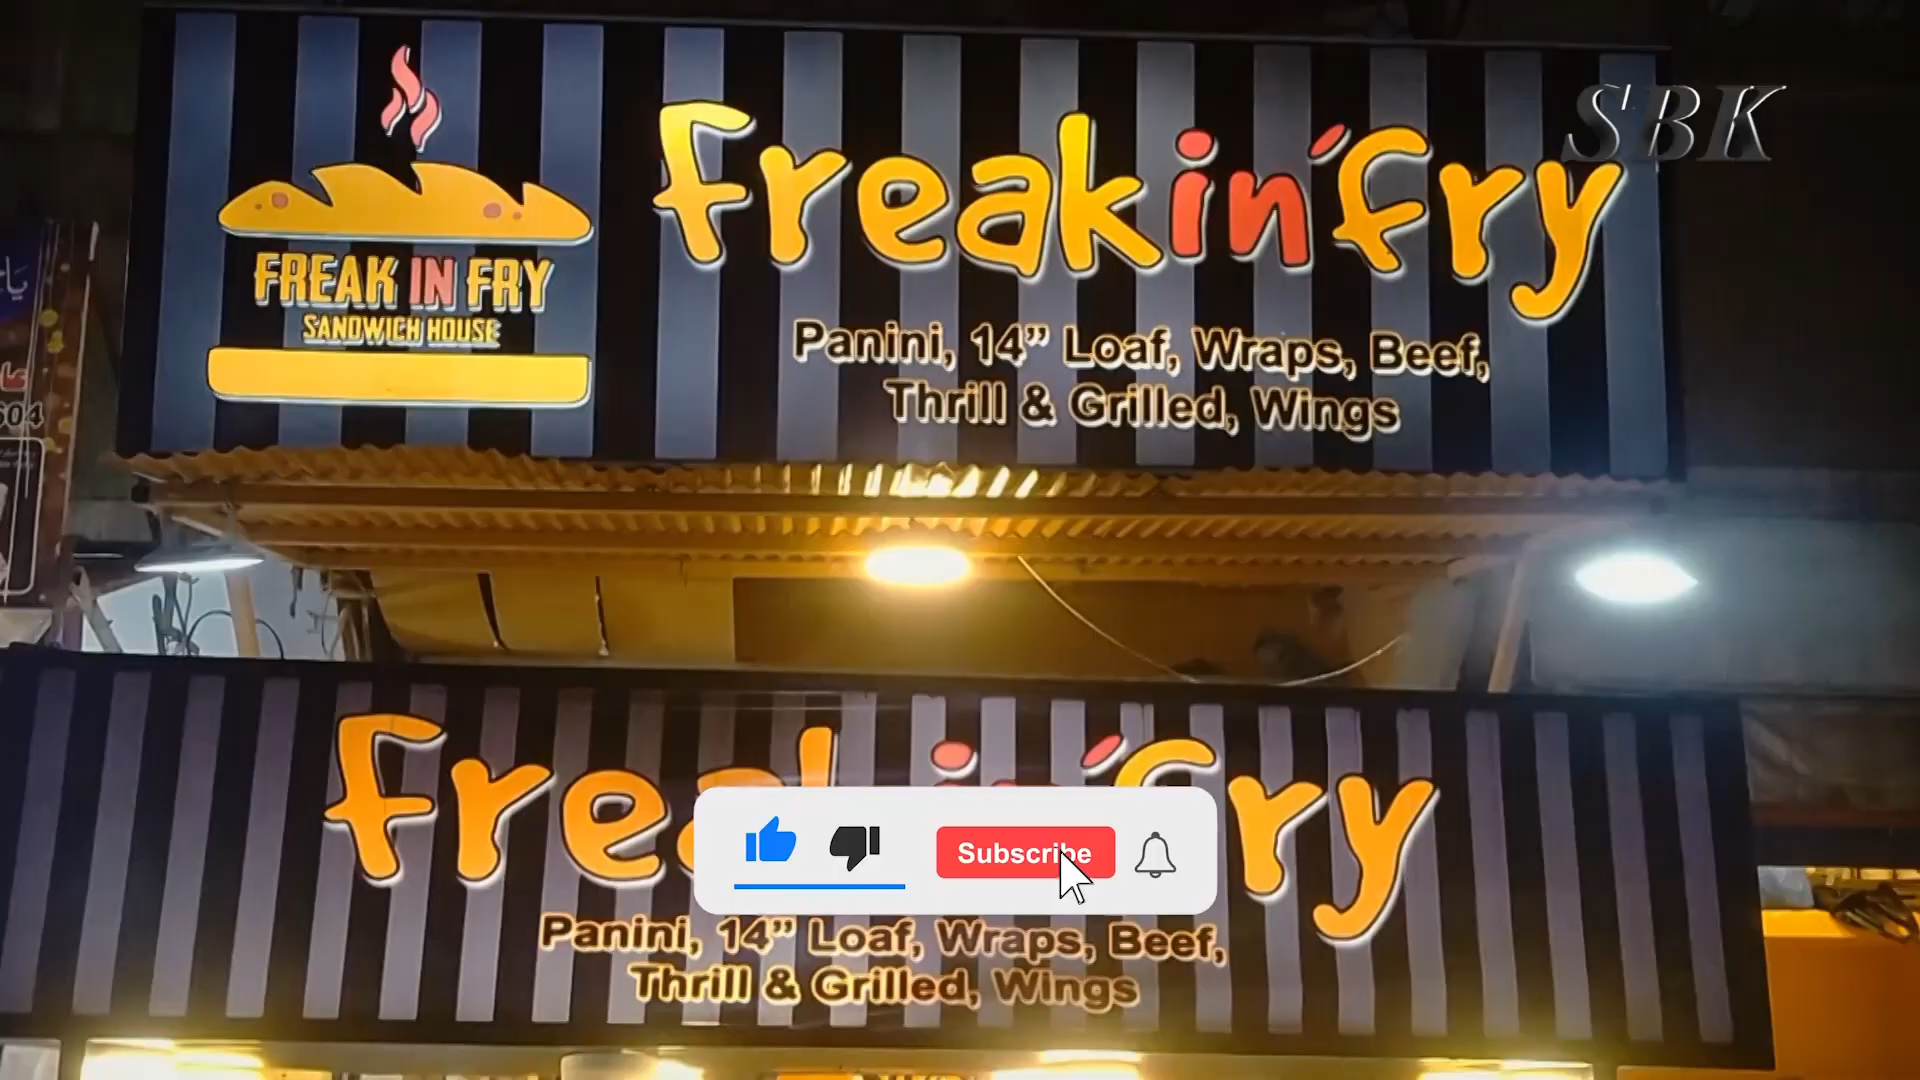 SBK
Freakin'Fry
FREAK IN FRY
SANDWICH HOUSE
Panini, 14” Loaf, Wraps, Beef,
Thrill & Grilled, Wings
604
Subscribe
Panini, 14” Loaf, Wraps, Beef,
Thrill & Grilled, Wings